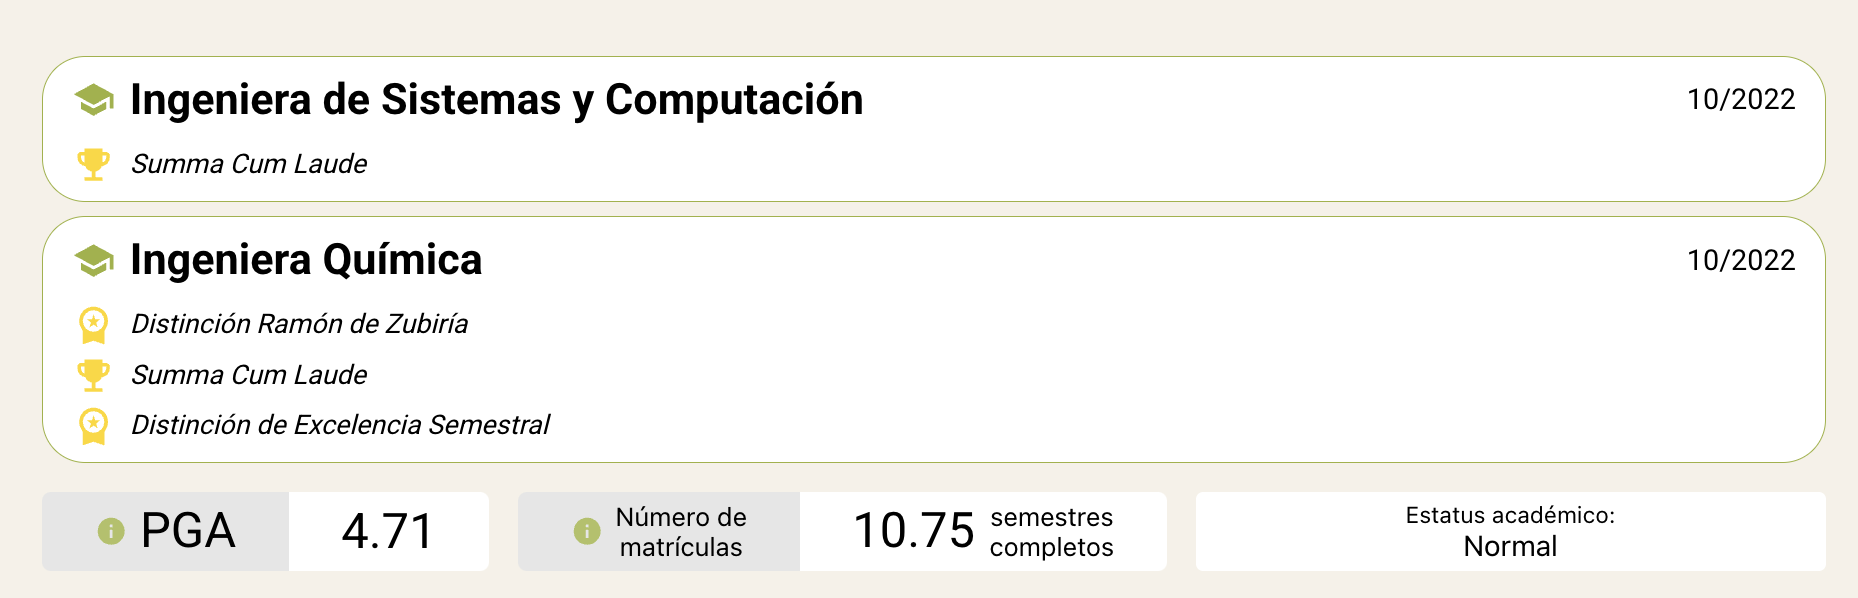 Ingeniera de Sistemas y Computación 10/2022
Summa Cum Laude
Ingeniera Química 10/2022
Distinción Ramón de Zubiría
Summa Cum Laude
Distinción de Excelencia Semestral
PGA 4.71
Número de
matrículas
10.75
semestres
completos
Estatus académico:
Normal